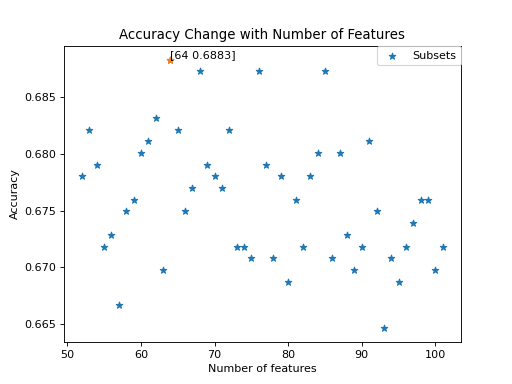 Accuracy Change with Number of Features
[64 0.6883]
Subsets
Accuracy
0.685
0.680
0.675
0.670
0.665
50 60 70 80 90 100
Number of features